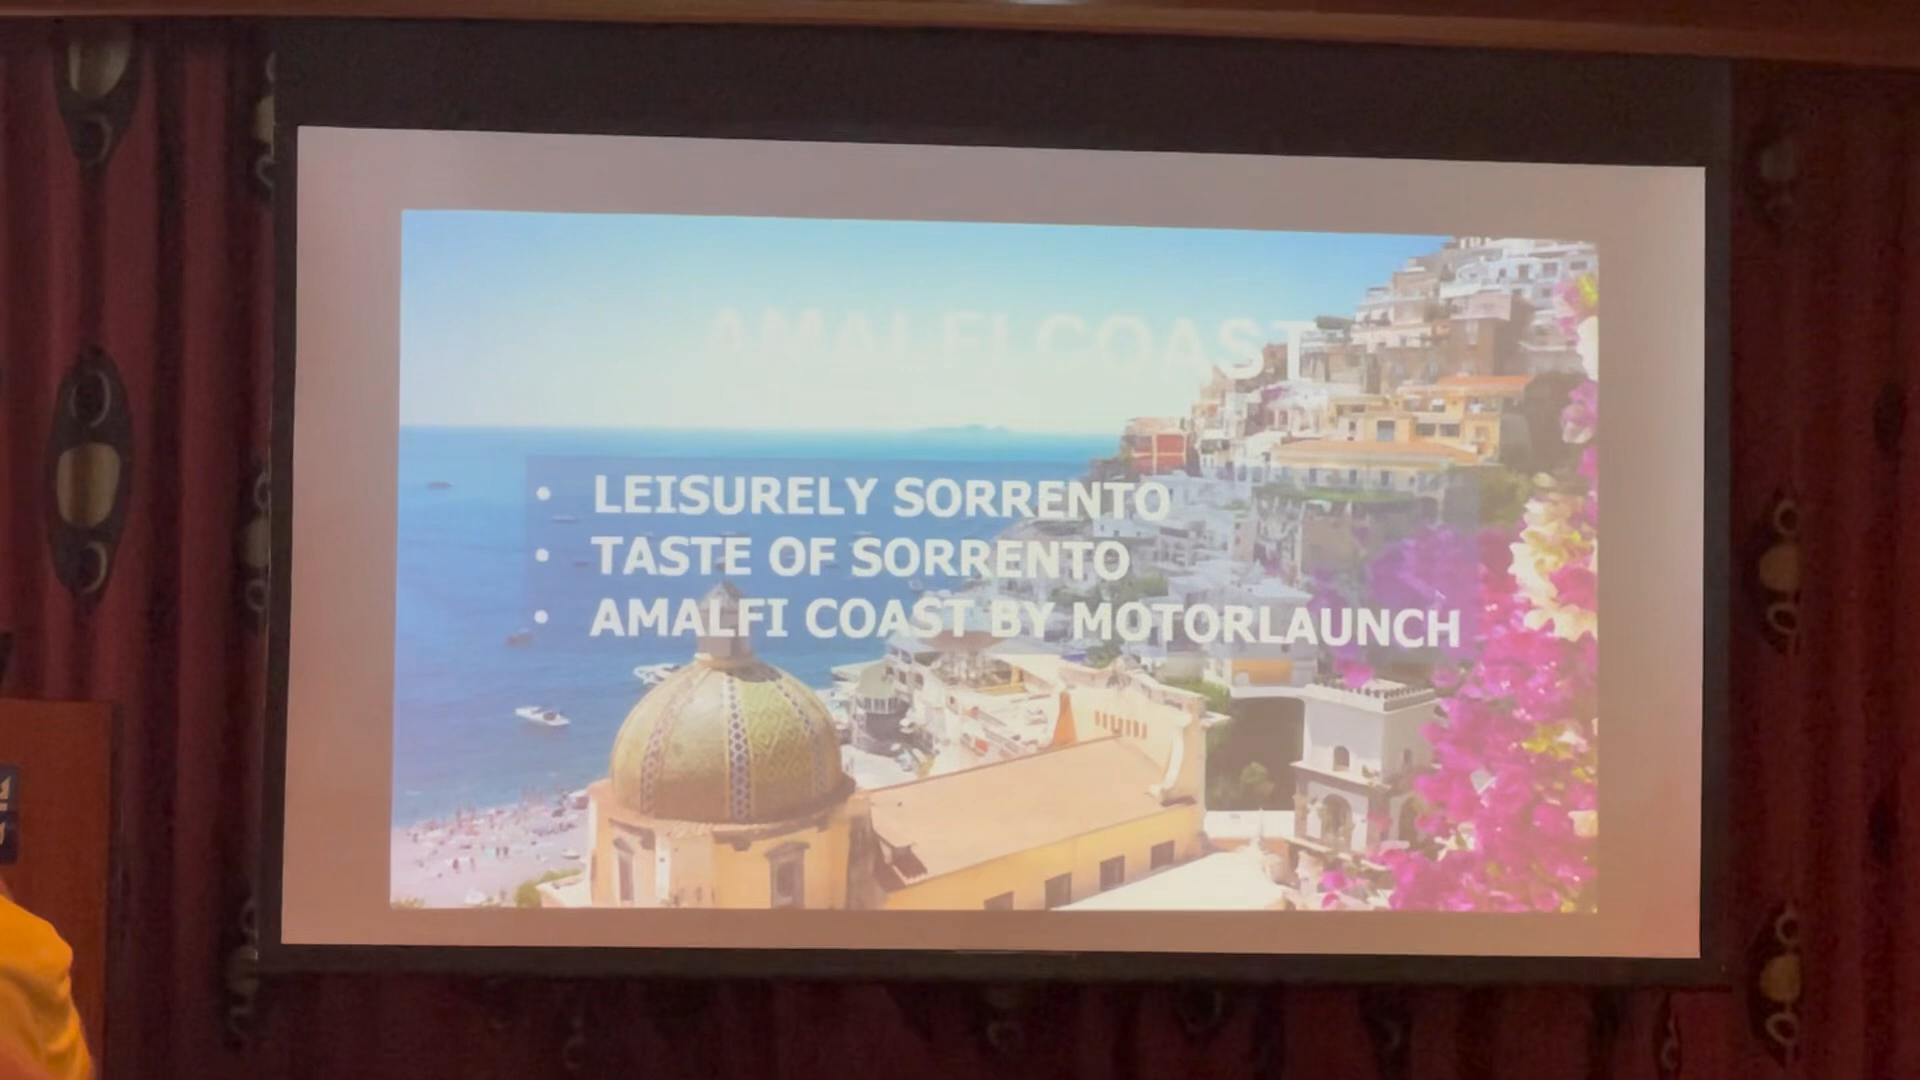 AMALFI COAST
• LEISURELY SORRENTO
• TASTE OF SORRENTO
• AMALFI COAST BY MOTORLAUNCH